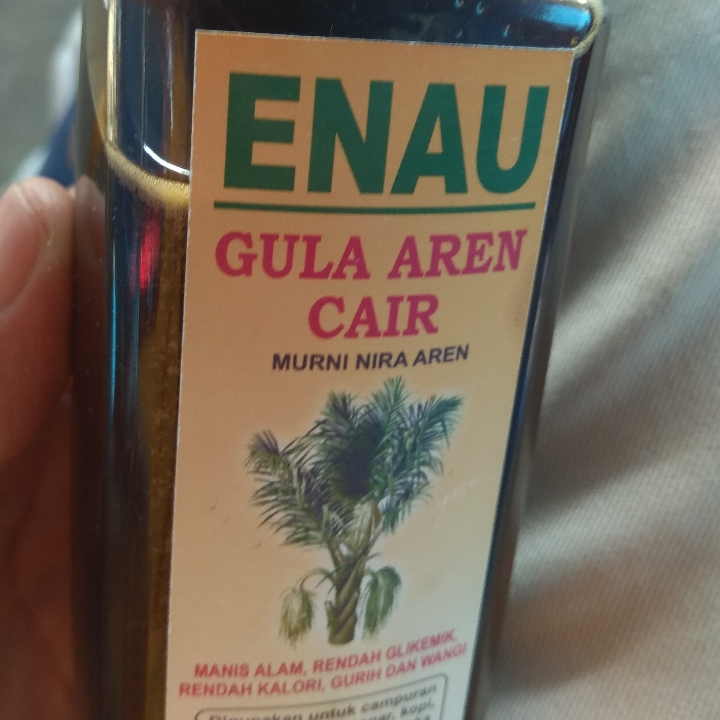 ENAU
GULA AREN
CAIR
MURNI NIRA AREN
MANIS ALAM, RENDAH GLIKEMIK,
RENDAH KALORI, GURIH DAN WANGI
Digunakan untuk campuran
kopi,